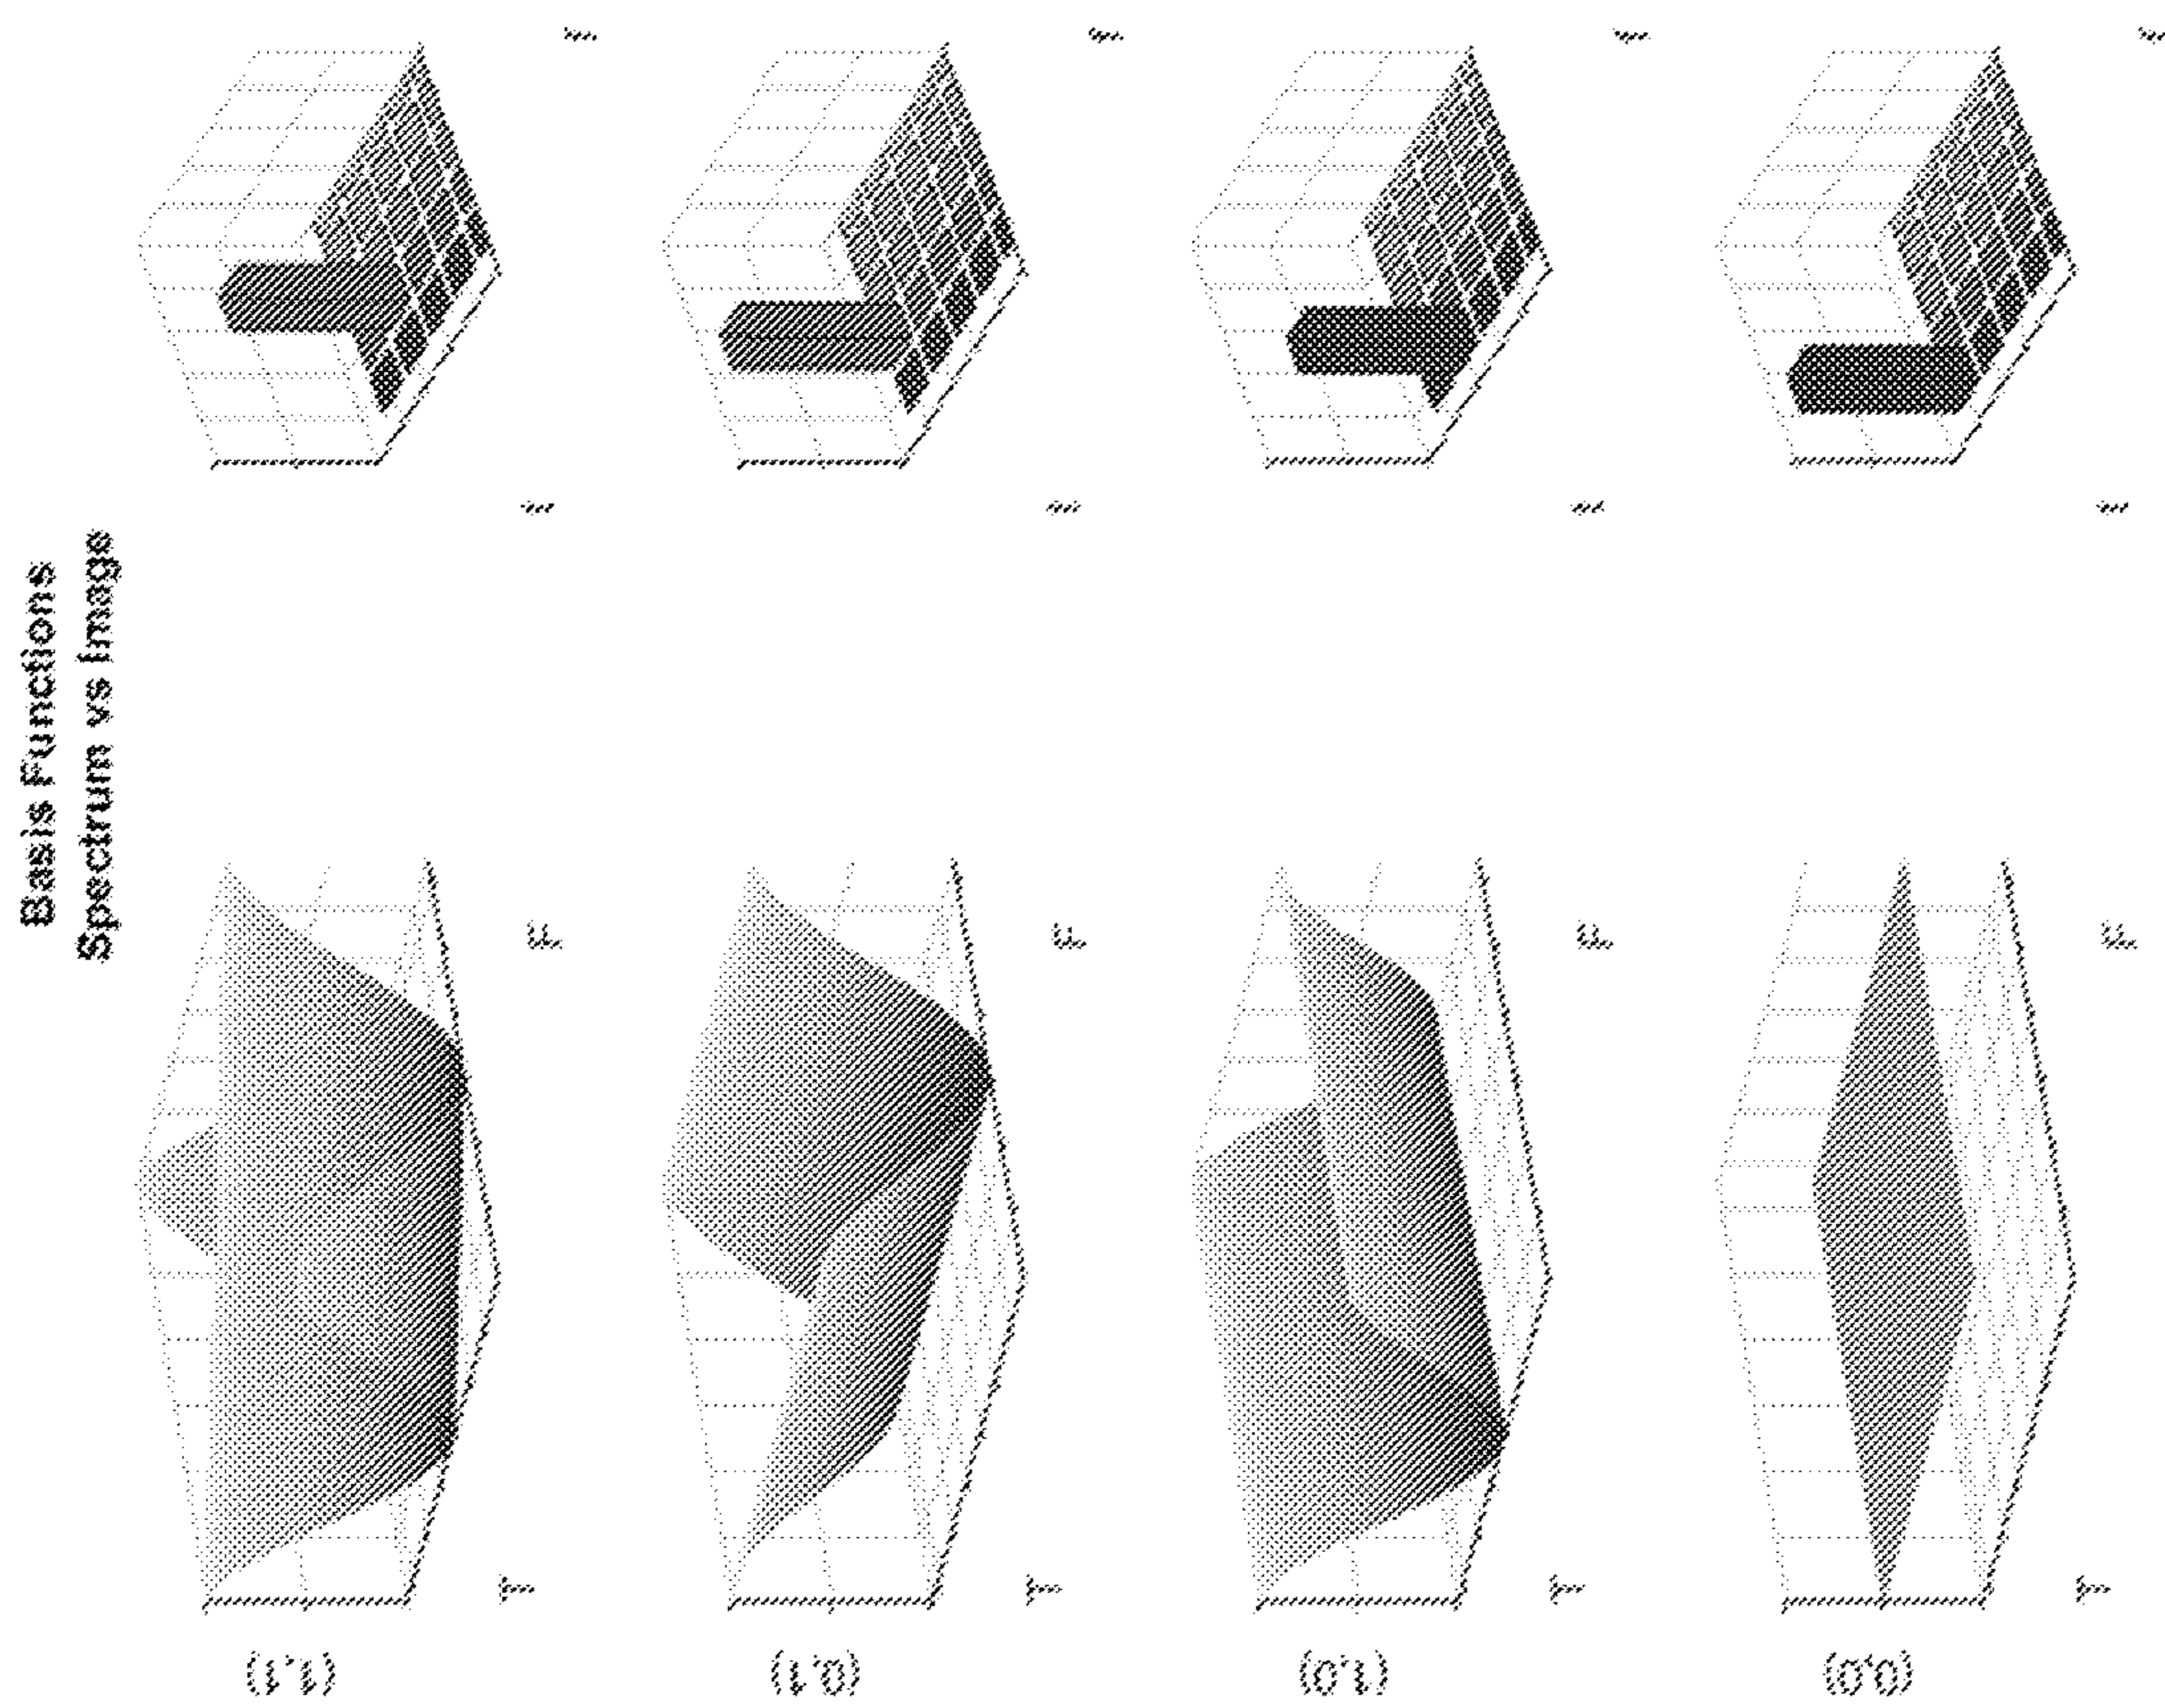 Basis Functions
Spectrum vs Image
(1,1)
T
F
(0,1)
T
F
(1,0)
T
F
(0,0)
T
F